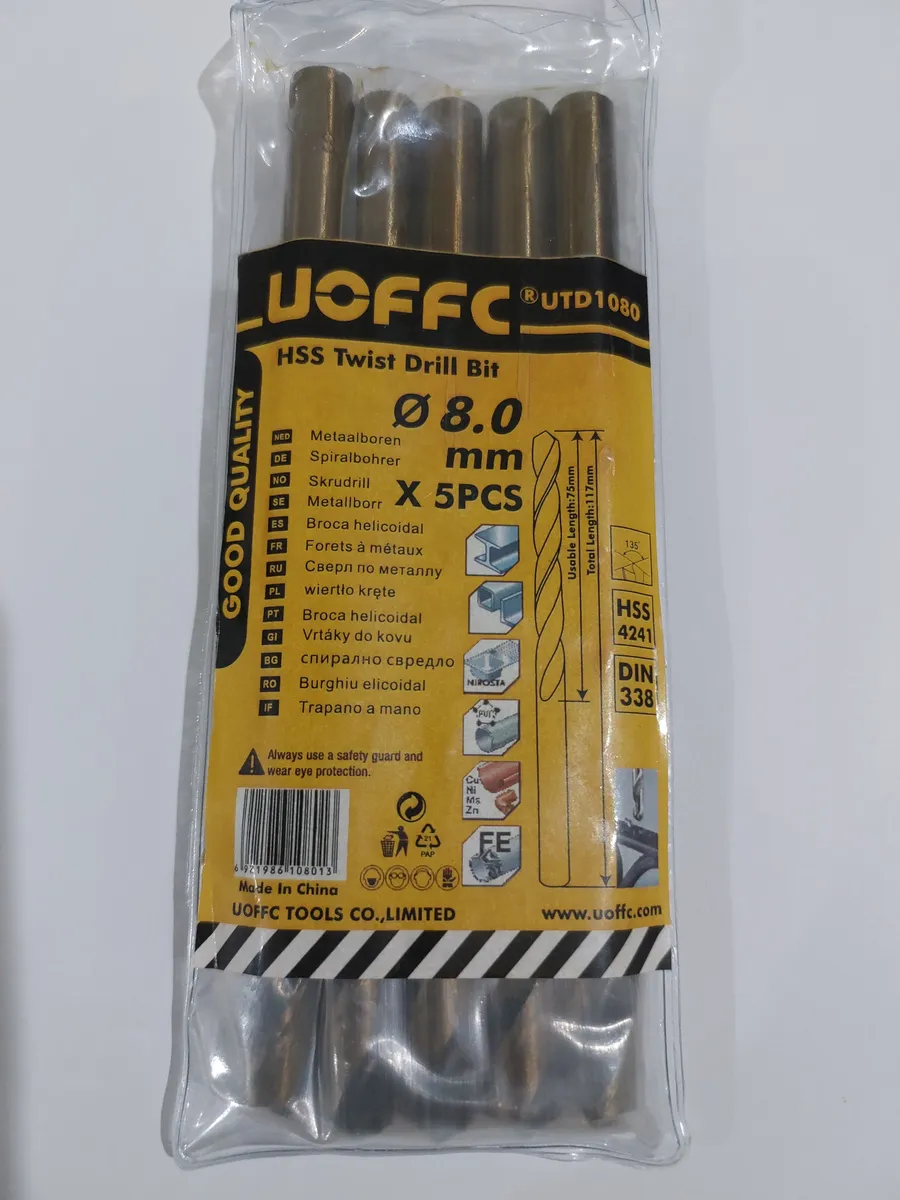 UOFFC ® UTD1080
HSS Twist Drill Bit
GOOD QUALITY
Ø 8.0
mm
X 5PCS
NED Metaalboren
DE Spiralbohrer
NO Skrudrill
SE Metallborr
ES Broca helicoidal
FR Forets à métaux
RU Сверл по металлу
PL wiertło kręte
PT Broca helicoidal
GI Vrtáky do kovu
BG спирално свредло
RO Burghiu elicoidal
IF Trapano a mano
Usable Length:75mm
Total Length:117mm
135°
HSS
4241
DIN
338
NIROSTA
Cu
Ni
Ms
Zn
FE
Always use a safety guard and
wear eye protection.
6 921986 108013
21
PAP
Made In China
UOFFC TOOLS CO.,LIMITED
www.uoffc.com